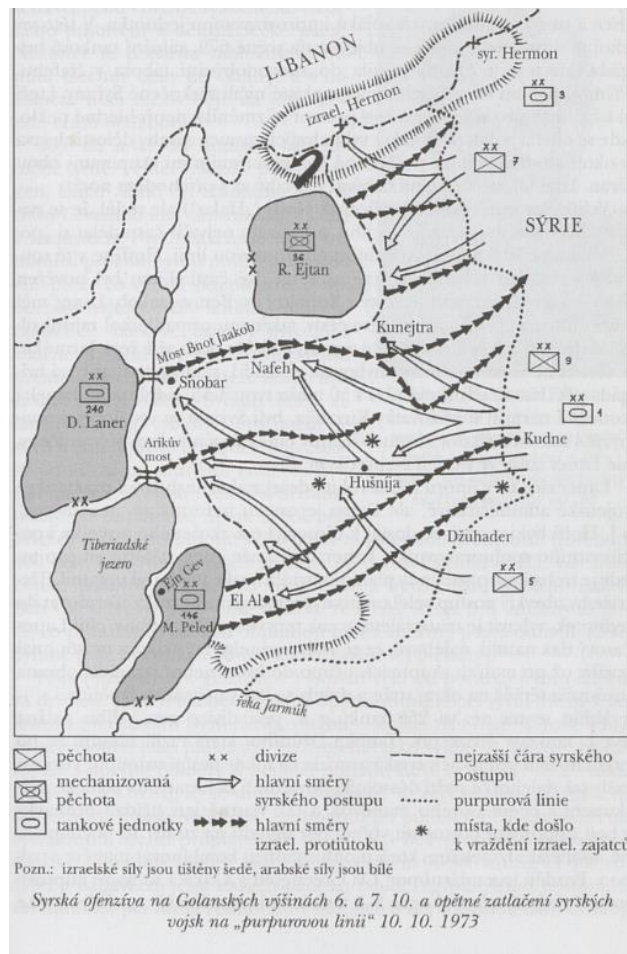 LIBANON
syr. Hermon
izrael. Hermon
x x
3
x x
7
SÝRIE
x x
36
R. Ejtan
Most Bnot jaákob
Kunejtra
Nafeh
Snobar
x x
9
x x
240
D. Laner
x x
1
Arikův
most
Kudne
Hušníja
x x
Tiberiadské
jezero
Džuhader
Ejn Gev
x x
x x
5
El Al
146
M. Peled
x x
řeka Jarmúk
pěchota
mechanizovaná
pěchota
tankové jednotky
x x divize
hlavní směry
syrského postupu
hlavní směry
izrael. protiútoku
nejzašší čára syrského
postupu
purpurová linie
místa, kde došlo
k vraždění izrael. zajatců
Pozn.: izraelské síly jsou tištěny šedě, arabské síly jsou bílé
Syrská ofenzíva na Golanských výšinách 6. a 7. 10. a opětné zatlačení syrských
vojsk na „purpurovou linii“ 10. 10. 1973